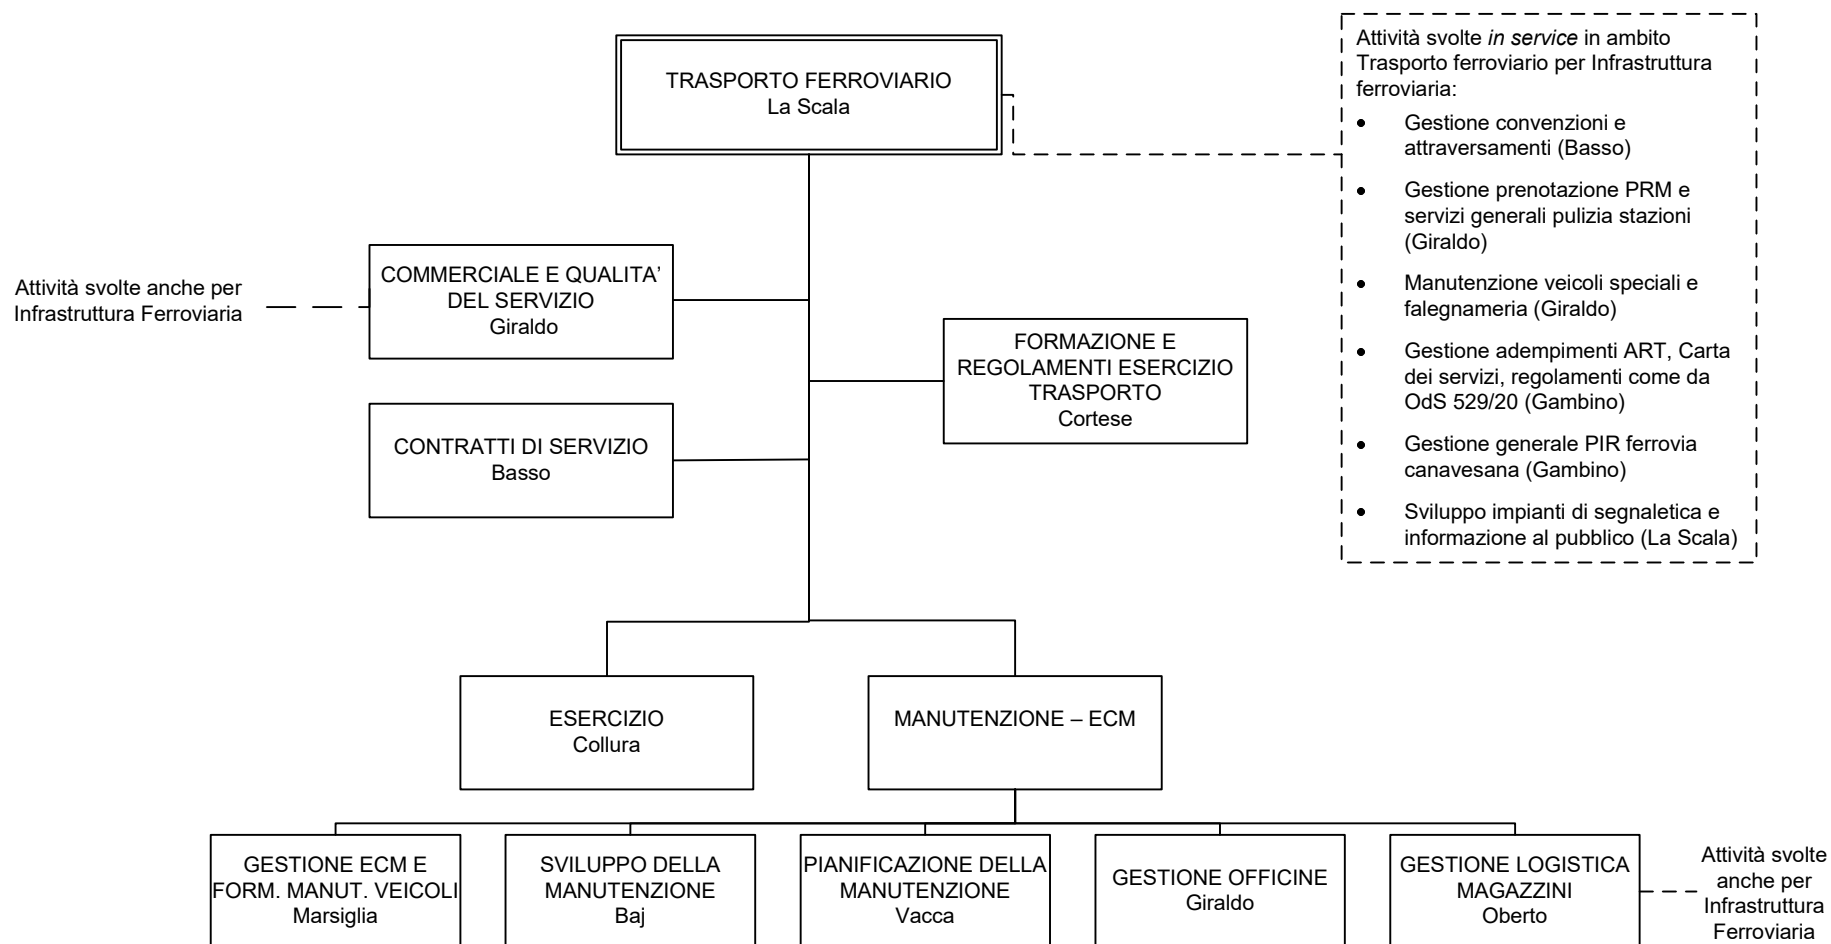 TRASPORTO FERROVIARIO
La Scala
Attività svolte in service in ambito
Trasporto ferroviario per Infrastruttura
ferroviaria:
• Gestione convenzioni e
attraversamenti (Basso)
• Gestione prenotazione PRM e
servizi generali pulizia stazioni
(Giraldo)
• Manutenzione veicoli speciali e
falegnameria (Giraldo)
• Gestione adempimenti ART, Carta
dei servizi, regolamenti come da
OdS 529/20 (Gambino)
• Gestione generale PIR ferrovia
canavesana (Gambino)
• Sviluppo impianti di segnaletica e
informazione al pubblico (La Scala)
Attività svolte anche per
Infrastruttura Ferroviaria
COMMERCIALE E QUALITA'
DEL SERVIZIO
Giraldo
FORMAZIONE E
REGOLAMENTI ESERCIZIO
TRASPORTO
Cortese
CONTRATTI DI SERVIZIO
Basso
ESERCIZIO
Collura
MANUTENZIONE – ECM
GESTIONE ECM E
FORM. MANUT. VEICOLI
Marsiglia
SVILUPPO DELLA
MANUTENZIONE
Baj
PIANIFICAZIONE DELLA
MANUTENZIONE
Vacca
GESTIONE OFFICINE
Giraldo
GESTIONE LOGISTICA
MAGAZZINI
Oberto
Attività svolte
anche per
Infrastruttura
Ferroviaria